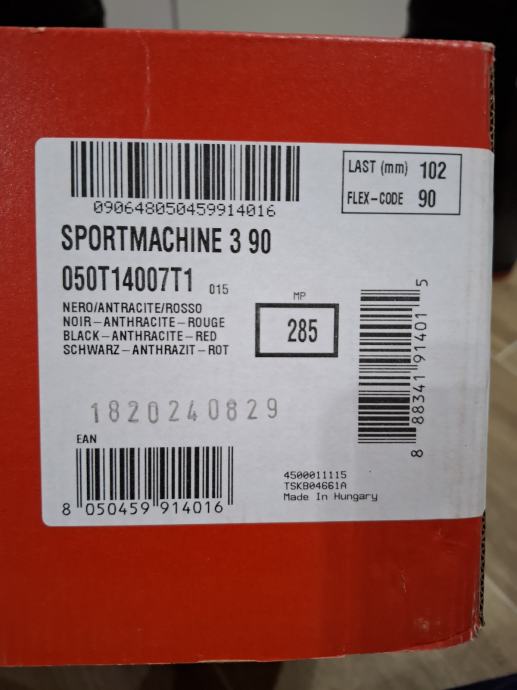 090648050459914016
LAST (mm) 102
FLEX-CODE 90
SPORTMACHINE 3 90
050T14007T1 015
NERO/ANTRACITE/ROSSO
NOIR-ANTHRACITE-ROUGE
BLACK-ANTHRACITE-RED
SCHWARZ-ANTHRAZIT-ROT
MP
285
8 88341 91401 5
1820240829
EAN
8 050459 914016
4500011115
TSKB04661A
Made In Hungary